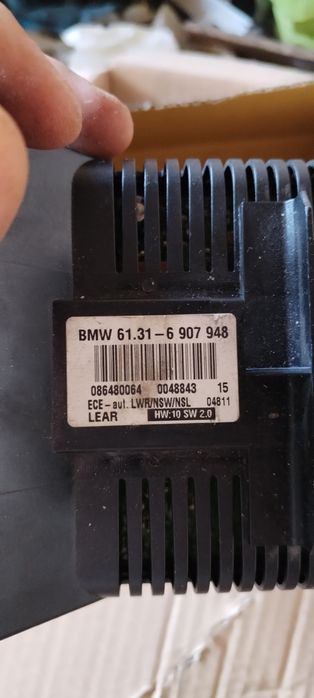 BMW 61.31-6 907 948
086480064 0048843 15
ECE-aut. LWR/NSW/NSL 04811
LEAR HW:10 SW 2.0